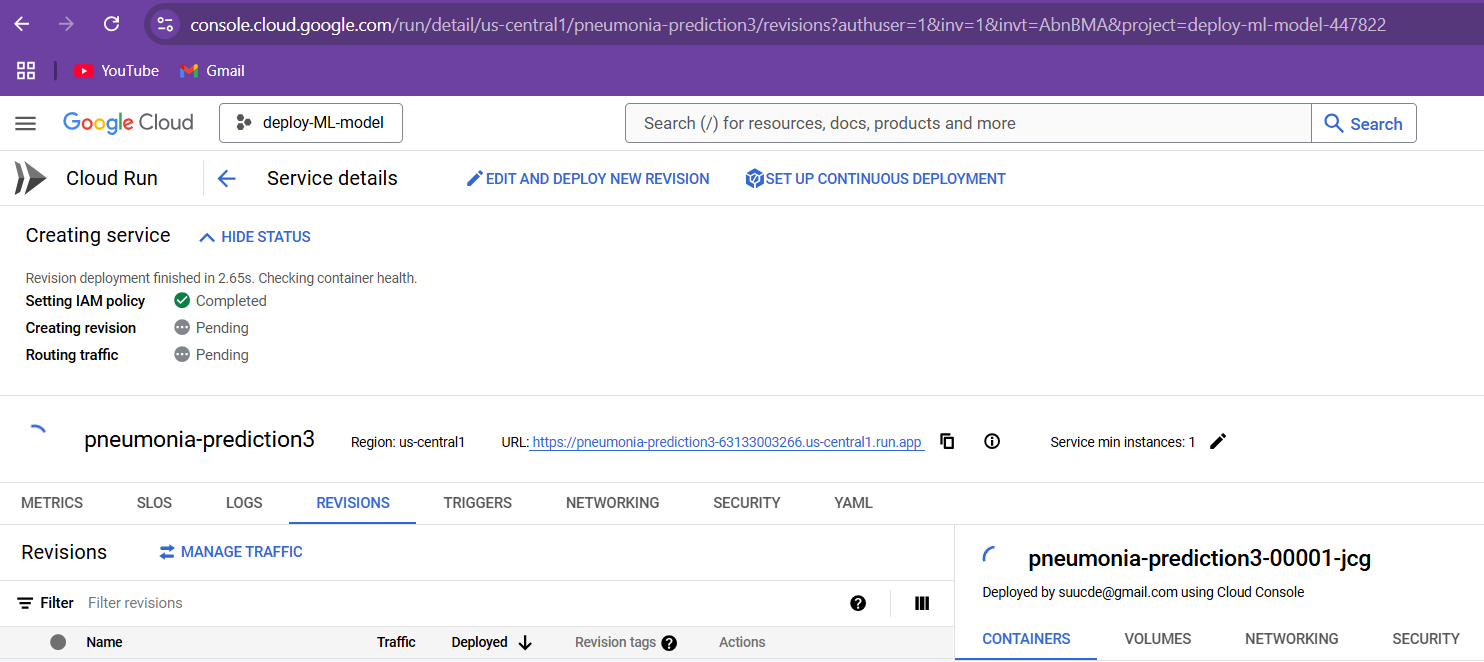 console.cloud.google.com/run/detail/us-central1/pneumonia-prediction3/revisions?authuser=1&inv=1&invt=AbnBMA&project=deploy-ml-model-447822
YouTube Gmail
Google Cloud deploy-ML-model Search (/) for resources, docs, products and more Search
Cloud Run Service details EDIT AND DEPLOY NEW REVISION SET UP CONTINUOUS DEPLOYMENT
Creating service HIDE STATUS
Revision deployment finished in 2.65s. Checking container health.
Setting IAM policy Completed
Creating revision Pending
Routing traffic Pending
pneumonia-prediction3 Region: us-central1 URL: https://pneumonia-prediction3-63133003266.us-central1.run.app Service min instances: 1
METRICS SLOS LOGS REVISIONS TRIGGERS NETWORKING SECURITY YAML
Revisions MANAGE TRAFFIC
Filter Filter revisions
Name Traffic Deployed Revision tags Actions
pneumonia-prediction3-00001-jcg
Deployed by suucde@gmail.com using Cloud Console
CONTAINERS VOLUMES NETWORKING SECURITY